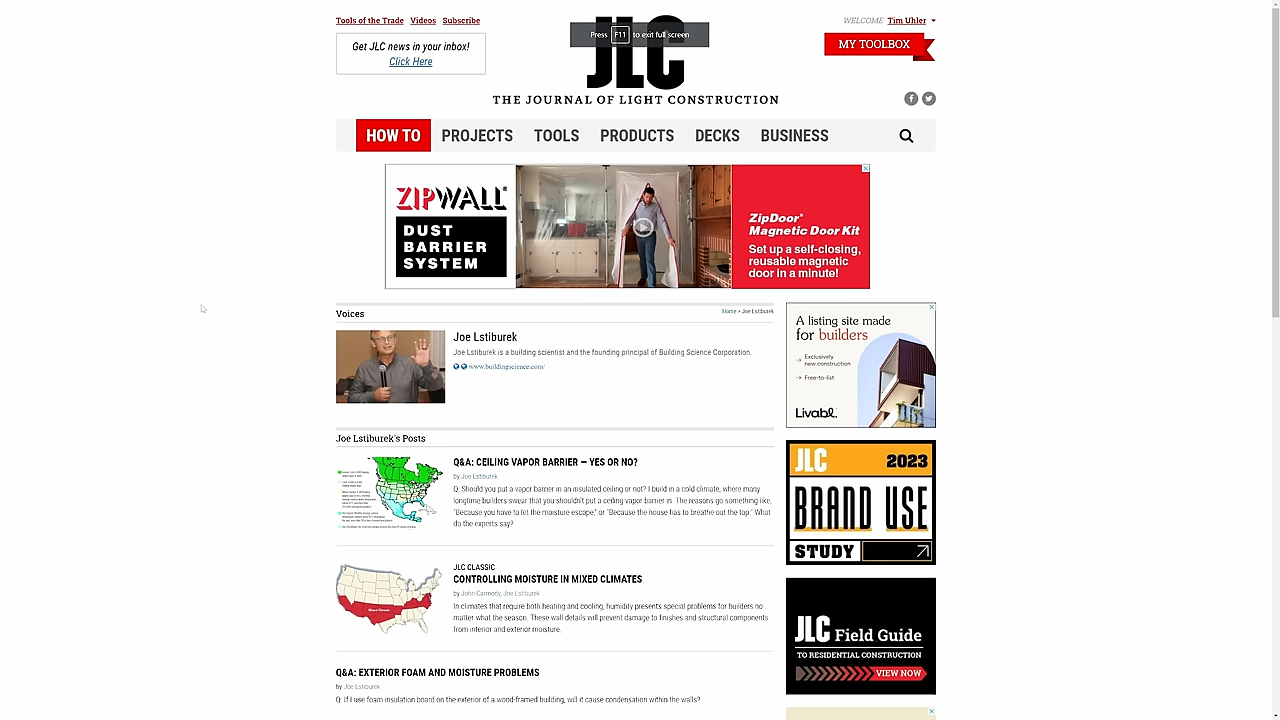 Tools of the Trade Videos Subscribe
WELCOME Tim Uhler
Get JLC news in your inbox!
Click Here
Press F11 to exit full screen
JLC
THE JOURNAL OF LIGHT CONSTRUCTION
MY TOOLBOX
HOW TO PROJECTS TOOLS PRODUCTS DECKS BUSINESS
ZIPWALL®
DUST
BARRIER
SYSTEM
ZipDoor®
Magnetic Door Kit
Set up a self-closing,
reusable magnetic
door in a minute!
Voices
Home > Joe Lstiburek
Joe Lstiburek
Joe Lstiburek is a building scientist and the founding principal of Building Science Corporation.
www.buildingscience.com/
Joe Lstiburek's Posts
Q&A: CEILING VAPOR BARRIER — YES OR NO?
by Joe Lstiburek
Q: Should you put a vapor barrier in an insulated ceiling or not? I build in a cold climate, where many
longtime builders swear that you shouldn't put a ceiling vapor barrier in. The reasons go something like,
"Because you have to let the moisture escape," or "Because the house has to breathe out the top." What
do the experts say?
Mixed Climate
JLC CLASSIC
CONTROLLING MOISTURE IN MIXED CLIMATES
by John Carmody, Joe Lstiburek
In climates that require both heating and cooling, humidity presents special problems for builders no
matter what the season. These wall details will prevent damage to finishes and structural components
from interior and exterior moisture.
Q&A: EXTERIOR FOAM AND MOISTURE PROBLEMS
by Joe Lstiburek
Q: If I use foam insulation board on the exterior of a wood-framed building, will it cause condensation within the walls?
A listing site made
for builders
→ Exclusively
new construction
→ Free-to-list
Livabl.
JLC 2023
BRAND USE
STUDY
JLC Field Guide
TO RESIDENTIAL CONSTRUCTION
VIEW NOW